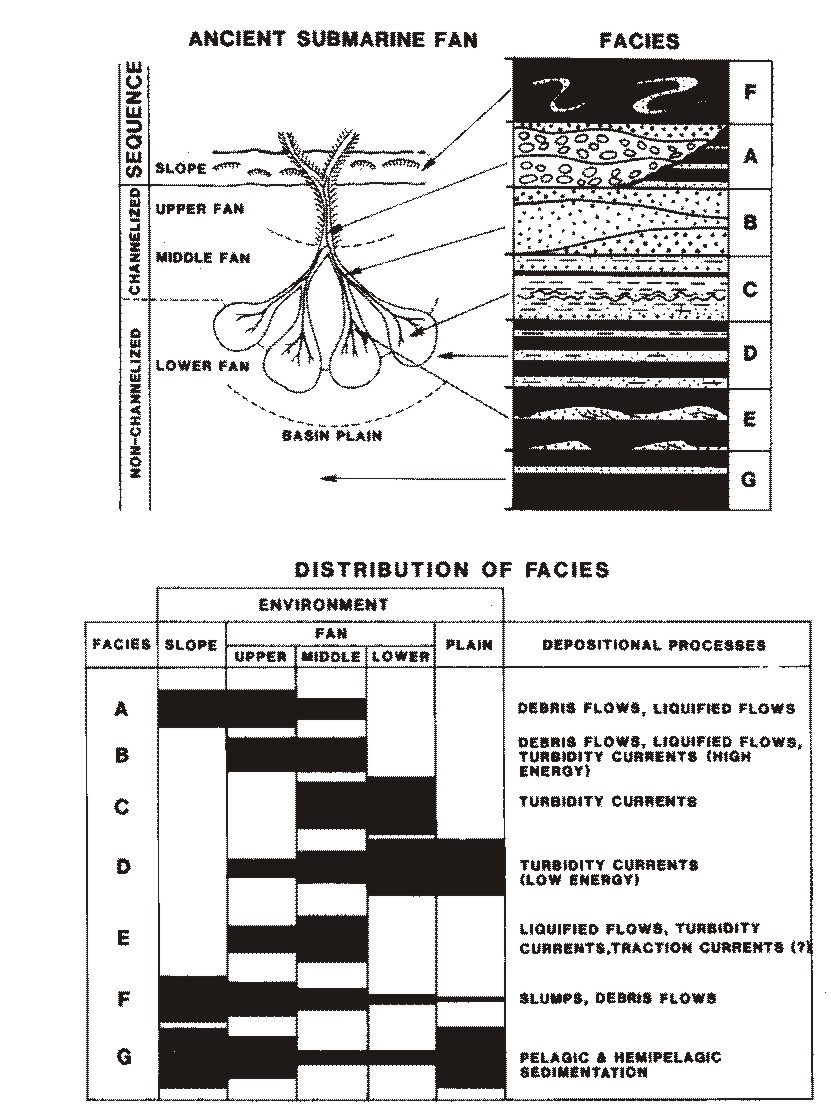 ANCIENT SUBMARINE FAN
FACIES
SEQUENCE
CHANNELIZED
NON-CHANNELIZED
SLOPE
UPPER FAN
MIDDLE FAN
LOWER FAN
BASIN PLAIN
F
A
B
C
D
E
G
DISTRIBUTION OF FACIES
ENVIRONMENT
FACIES
SLOPE
FAN
PLAIN
DEPOSITIONAL PROCESSES
UPPER
MIDDLE
LOWER
A
DEBRIS FLOWS, LIQUIFIED FLOWS
B
DEBRIS FLOWS, LIQUIFIED FLOWS,
TURBIDITY CURRENTS (HIGH
ENERGY)
C
TURBIDITY CURRENTS
D
TURBIDITY CURRENTS
(LOW ENERGY)
E
LIQUIFIED FLOWS, TURBIDITY
CURRENTS,TRACTION CURRENTS (?)
F
SLUMPS, DEBRIS FLOWS
G
PELAGIC & HEMIPELAGIC
SEDIMENTATION